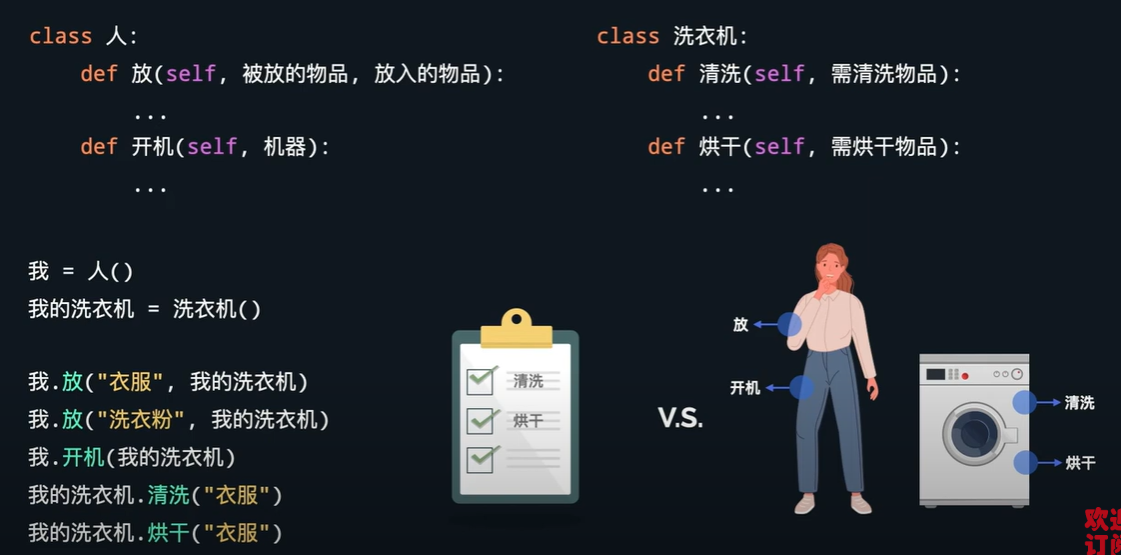 class 人:
def 放(self, 被放的物品, 放入的物品):
...
def 开机(self, 机器):
...
class 洗衣机:
def 清洗(self, 需清洗物品):
...
def 烘干(self, 需烘干物品):
...
我 = 人()
我的洗衣机 = 洗衣机()
我.放("衣服", 我的洗衣机)
我.放("洗衣粉", 我的洗衣机)
我.开机(我的洗衣机)
我的洗衣机.清洗("衣服")
我的洗衣机.烘干("衣服")
清洗
烘干
V.S.
放
开机
清洗
烘干
欢迎
订阅